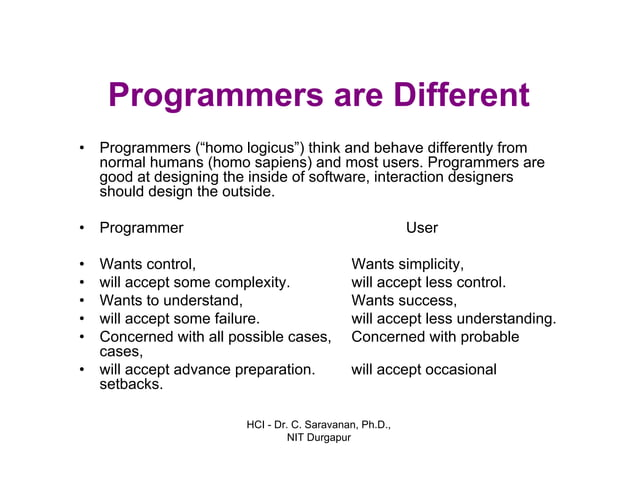 Programmers are Different
• Programmers (“homo logicus”) think and behave differently from
normal humans (homo sapiens) and most users. Programmers are
good at designing the inside of software, interaction designers
should design the outside.
• Programmer User
• Wants control, Wants simplicity,
• will accept some complexity. will accept less control.
• Wants to understand, Wants success,
• will accept some failure. will accept less understanding.
• Concerned with all possible cases, Concerned with probable
cases,
• will accept advance preparation. will accept occasional
setbacks.
HCI - Dr. C. Saravanan, Ph.D.,
NIT Durgapur